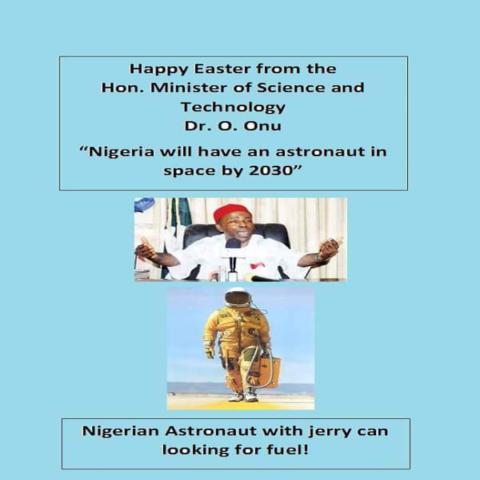 Happy Easter from the
Hon. Minister of Science and
Technology
Dr. O. Onu
“Nigeria will have an astronaut in
space by 2030”
Nigerian Astronaut with jerry can
looking for fuel!